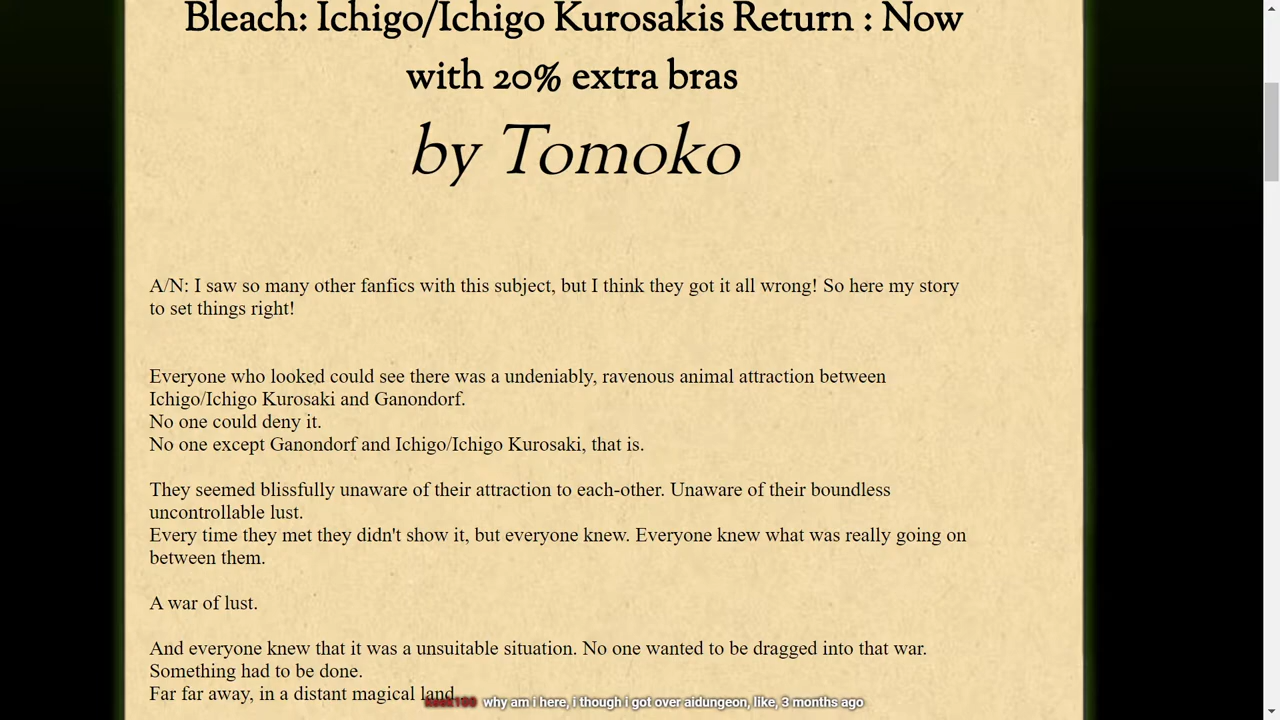 Bleach: Ichigo/Ichigo Kurosakis Return : Now
with 20% extra bras
by Tomoko
A/N: I saw so many other fanfics with this subject, but I think they got it all wrong! So here my story
to set things right!
Everyone who looked could see there was a undeniably, ravenous animal attraction between
Ichigo/Ichigo Kurosaki and Ganondorf.
No one could deny it.
No one except Ganondorf and Ichigo/Ichigo Kurosaki, that is.
They seemed blissfully unaware of their attraction to each-other. Unaware of their boundless
uncontrollable lust.
Every time they met they didn't show it, but everyone knew. Everyone knew what was really going on
between them.
A war of lust.
And everyone knew that it was a unsuitable situation. No one wanted to be dragged into that war.
Something had to be done.
Far far away, in a distant magical land
why am i here, i though i got over aidungeon, like, 3 months ago